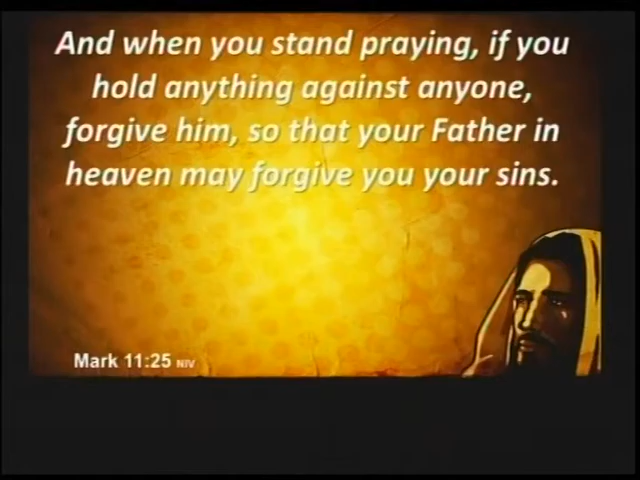 And when you stand praying, if you
hold anything against anyone,
forgive him, so that your Father in
heaven may forgive you your sins.
Mark 11:25 NIV